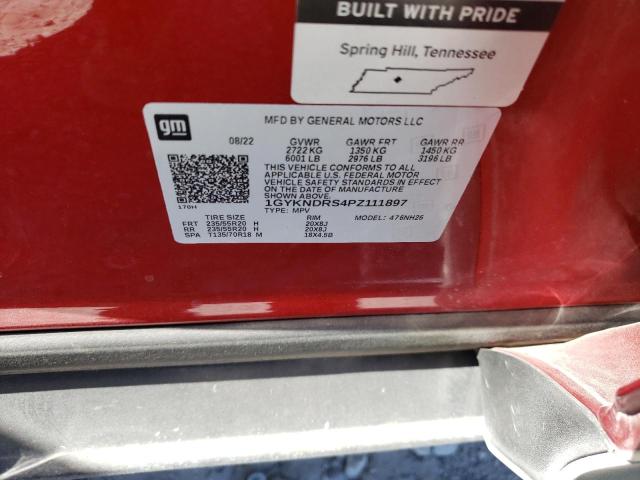 BUILT WITH PRIDE
Spring Hill, Tennessee
gm
MFD BY GENERAL MOTORS LLC
08/22 GVWR GAWR FRT GAWR RR
2722 KG 1350 KG 1450 KG
6001 LB 2976 LB 3196 LB
THIS VEHICLE CONFORMS TO ALL
APPLICABLE U.S. FEDERAL MOTOR
VEHICLE SAFETY STANDARDS IN EFFECT
ON THE DATE OF MANUFACTURE SHOWN ABOVE.
1GYKNDRS4PZ111897
170H TYPE: MPV MODEL: 476NH26
TIRE SIZE RIM
FRT 235/55R20 H 20X8J
RR 235/55R20 H 20X8J
SPA T135/70R18 M 18X4.5B